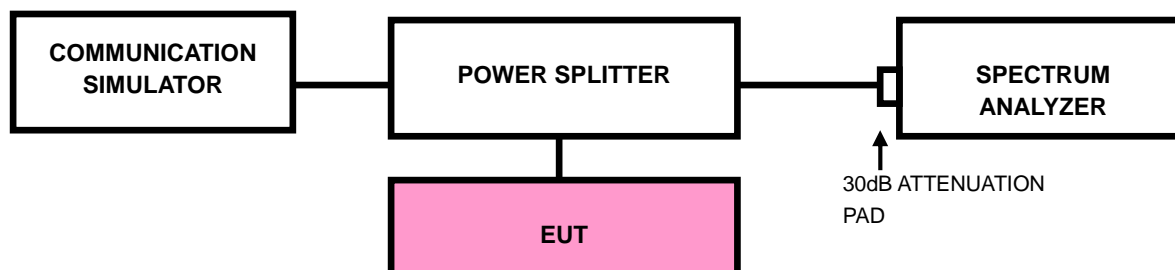 COMMUNICATION
SIMULATOR
POWER SPLITTER
SPECTRUM
ANALYZER
30dB ATTENUATION
PAD
EUT